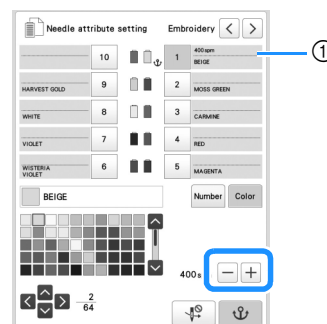 Needle attribute setting Embroidery < >
10 1 400 spm
BEIGE
HARVEST GOLD 9 2 MOSS GREEN
WHITE 8 3 CARMINE
VIOLET 7 4 RED
WISTERIA VIOLET 6 5 MAGENTA
BEIGE Number Color
400 s − +
2
64
①